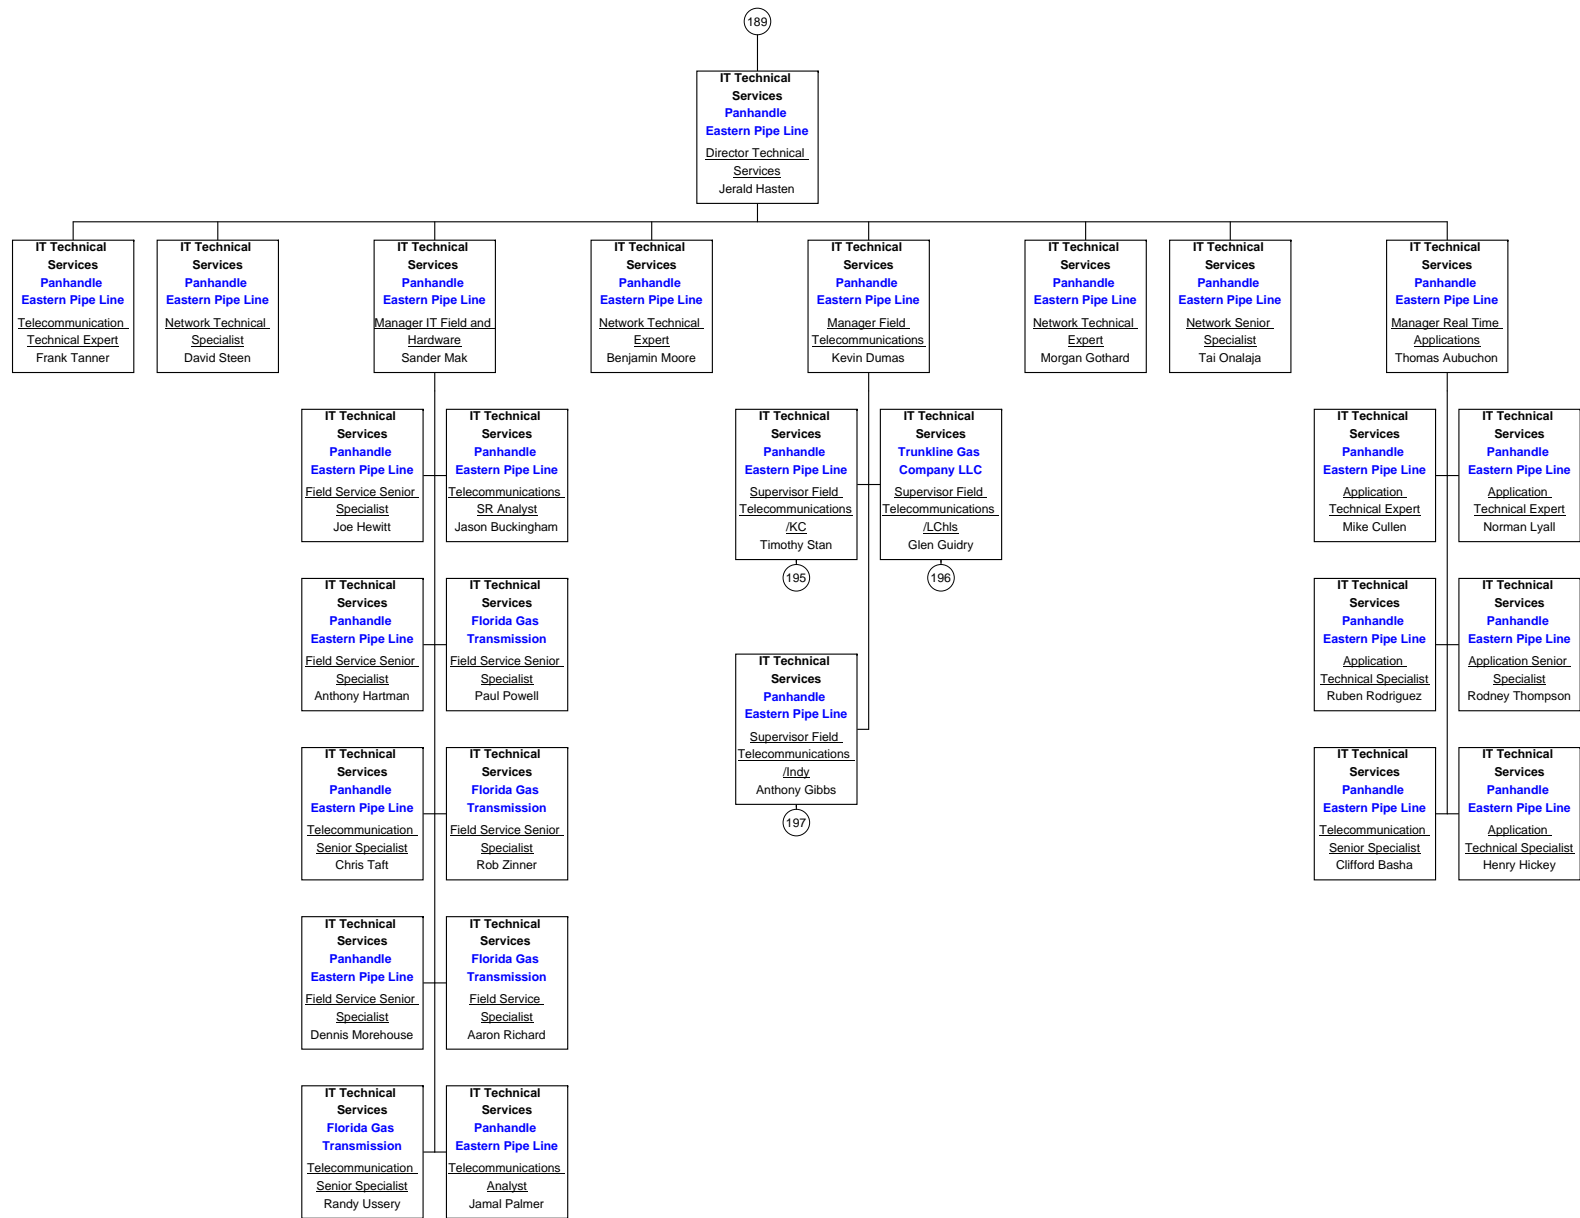 189
IT Technical
Services
Panhandle
Eastern Pipe Line
Director Technical
Services
Jerald Hasten
IT Technical
Services
Panhandle
Eastern Pipe Line
Telecommunication
Technical Expert
Frank Tanner
IT Technical
Services
Panhandle
Eastern Pipe Line
Network Technical
Specialist
David Steen
IT Technical
Services
Panhandle
Eastern Pipe Line
Manager IT Field and
Hardware
Sander Mak
IT Technical
Services
Panhandle
Eastern Pipe Line
Network Technical
Expert
Benjamin Moore
IT Technical
Services
Panhandle
Eastern Pipe Line
Manager Field
Telecommunications
Kevin Dumas
IT Technical
Services
Panhandle
Eastern Pipe Line
Network Technical
Expert
Morgan Gothard
IT Technical
Services
Panhandle
Eastern Pipe Line
Network Senior
Specialist
Tai Onalaja
IT Technical
Services
Panhandle
Eastern Pipe Line
Manager Real Time
Applications
Thomas Aubuchon
IT Technical
Services
Panhandle
Eastern Pipe Line
Field Service Senior
Specialist
Joe Hewitt
IT Technical
Services
Panhandle
Eastern Pipe Line
Telecommunications
SR Analyst
Jason Buckingham
IT Technical
Services
Panhandle
Eastern Pipe Line
Supervisor Field
Telecommunications
/KC
Timothy Stan
195
IT Technical
Services
Trunkline Gas
Company LLC
Supervisor Field
Telecommunications
/LChls
Glen Guidry
196
IT Technical
Services
Panhandle
Eastern Pipe Line
Application
Technical Expert
Mike Cullen
IT Technical
Services
Panhandle
Eastern Pipe Line
Application
Technical Expert
Norman Lyall
IT Technical
Services
Panhandle
Eastern Pipe Line
Field Service Senior
Specialist
Anthony Hartman
IT Technical
Services
Florida Gas
Transmission
Field Service Senior
Specialist
Paul Powell
IT Technical
Services
Panhandle
Eastern Pipe Line
Supervisor Field
Telecommunications
/Indy
Anthony Gibbs
197
IT Technical
Services
Panhandle
Eastern Pipe Line
Application
Technical Specialist
Ruben Rodriguez
IT Technical
Services
Panhandle
Eastern Pipe Line
Application Senior
Specialist
Rodney Thompson
IT Technical
Services
Panhandle
Eastern Pipe Line
Telecommunication
Senior Specialist
Chris Taft
IT Technical
Services
Florida Gas
Transmission
Field Service Senior
Specialist
Rob Zinner
IT Technical
Services
Panhandle
Eastern Pipe Line
Telecommunication
Senior Specialist
Clifford Basha
IT Technical
Services
Panhandle
Eastern Pipe Line
Application
Technical Specialist
Henry Hickey
IT Technical
Services
Panhandle
Eastern Pipe Line
Field Service Senior
Specialist
Dennis Morehouse
IT Technical
Services
Florida Gas
Transmission
Field Service
Specialist
Aaron Richard
IT Technical
Services
Florida Gas
Transmission
Telecommunication
Senior Specialist
Randy Ussery
IT Technical
Services
Panhandle
Eastern Pipe Line
Telecommunications
Analyst
Jamal Palmer